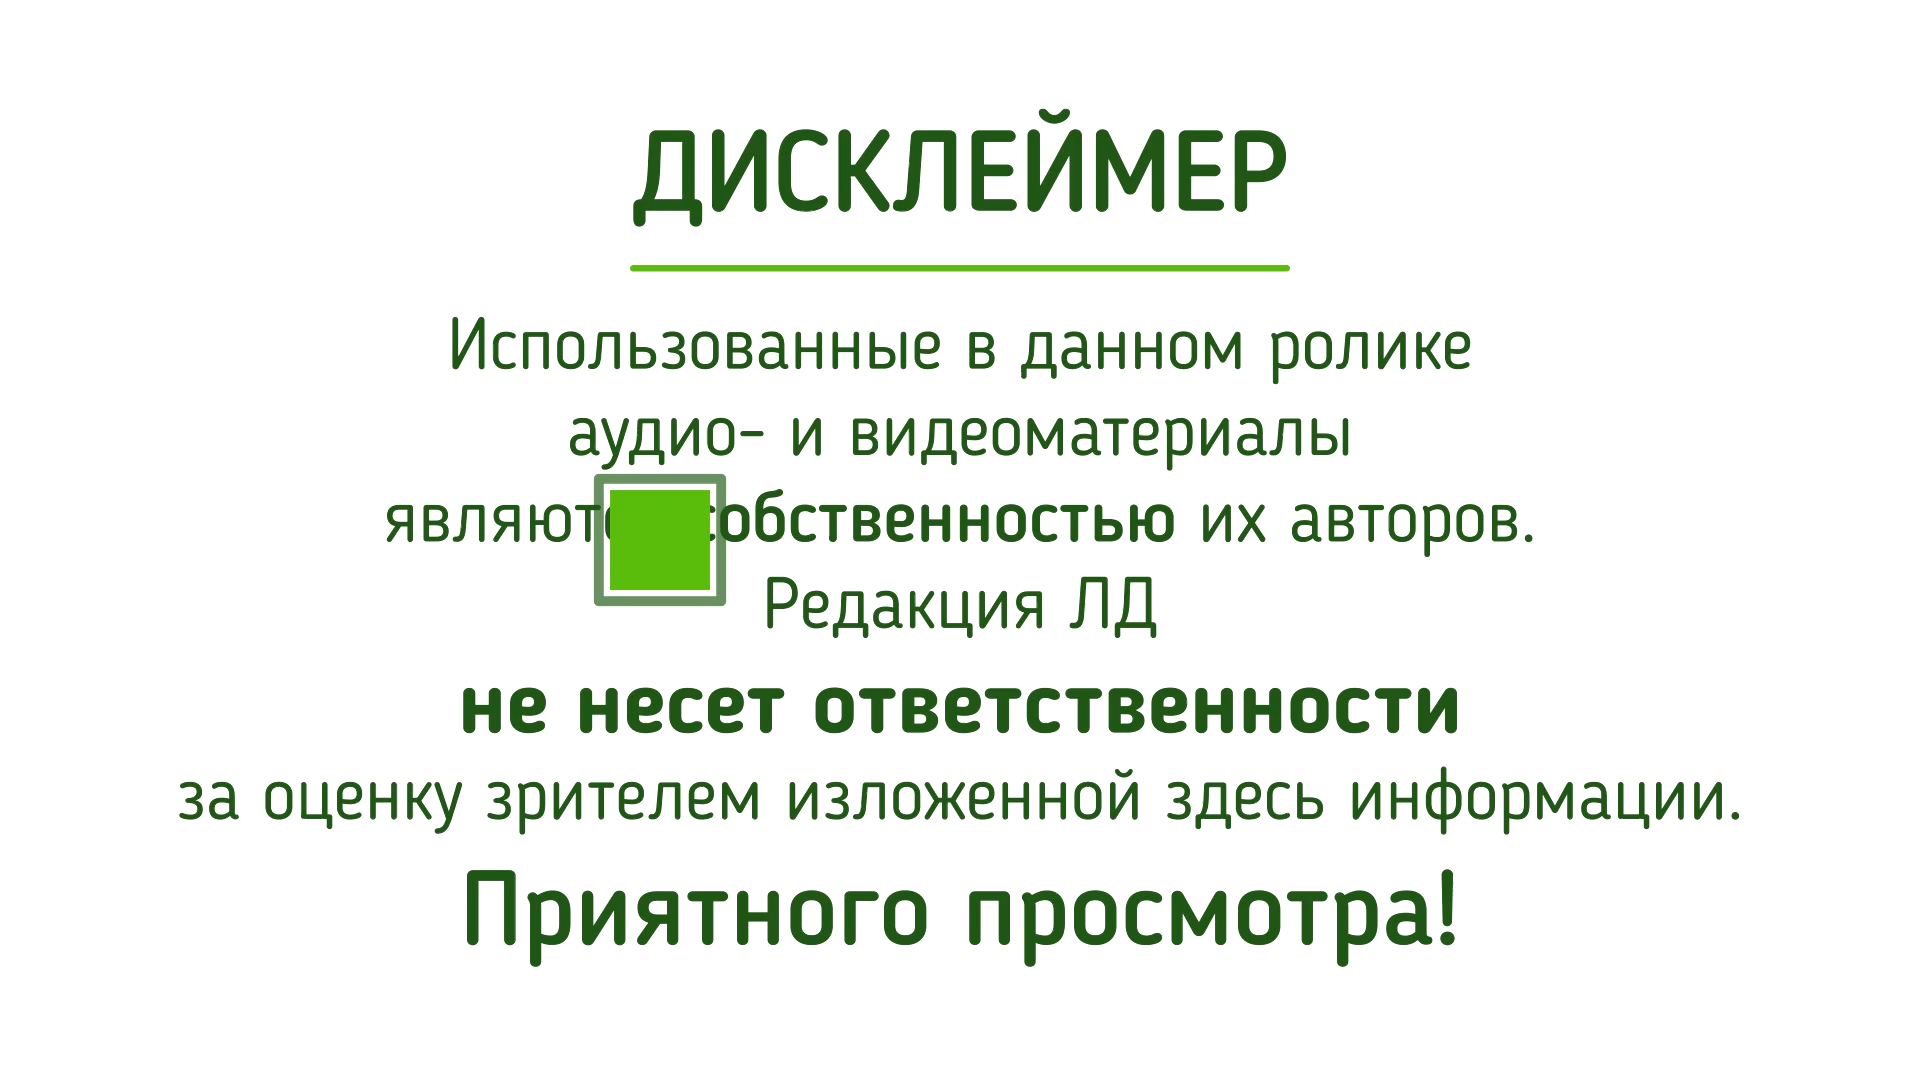 ДИСКЛЕЙМЕР
Использованные в данном ролике
аудио- и видеоматериалы
собственностью их авторов.
Редакция ЛД
не несет ответственности
за оценку зрителем изложенной здесь информации.
Приятного просмотра!